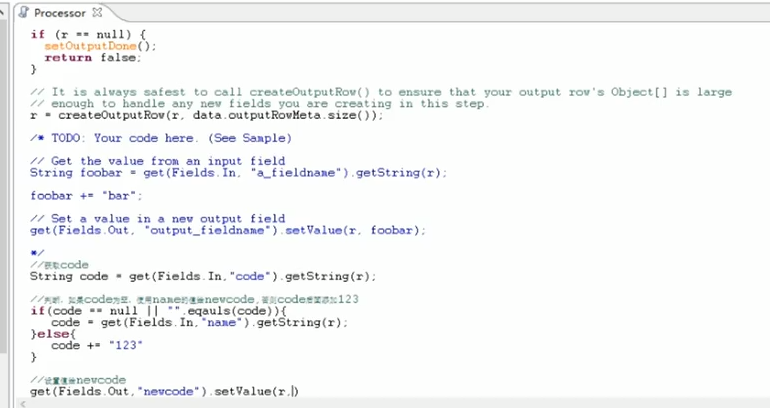 Processor
if (r == null) {
setOutputDone();
return false;
}
// It is always safest to call createOutputRow() to ensure that your output row's Object[] is large
// enough to handle any new fields you are creating in this step.
r = createOutputRow(r, data.outputRowMeta.size());
/* TODO: Your code here. (See Sample)
// Get the value from an input field
String foobar = get(Fields.In, "a_fieldname").getString(r);
foobar += "bar";
// Set a value in a new output field
get(Fields.Out, "output_fieldname").setValue(r, foobar);
*/
//获取code
String code = get(Fields.In,"code").getString(r);
//判断，如果code为空，使用name的值给newcode,否则code后面添加123
if(code == null || "".eqauls(code)){
code = get(Fields.In,"name").getString(r);
}else{
code += "123"
}
//设置值给newcode
get(Fields.Out,"newcode").setValue(r,)